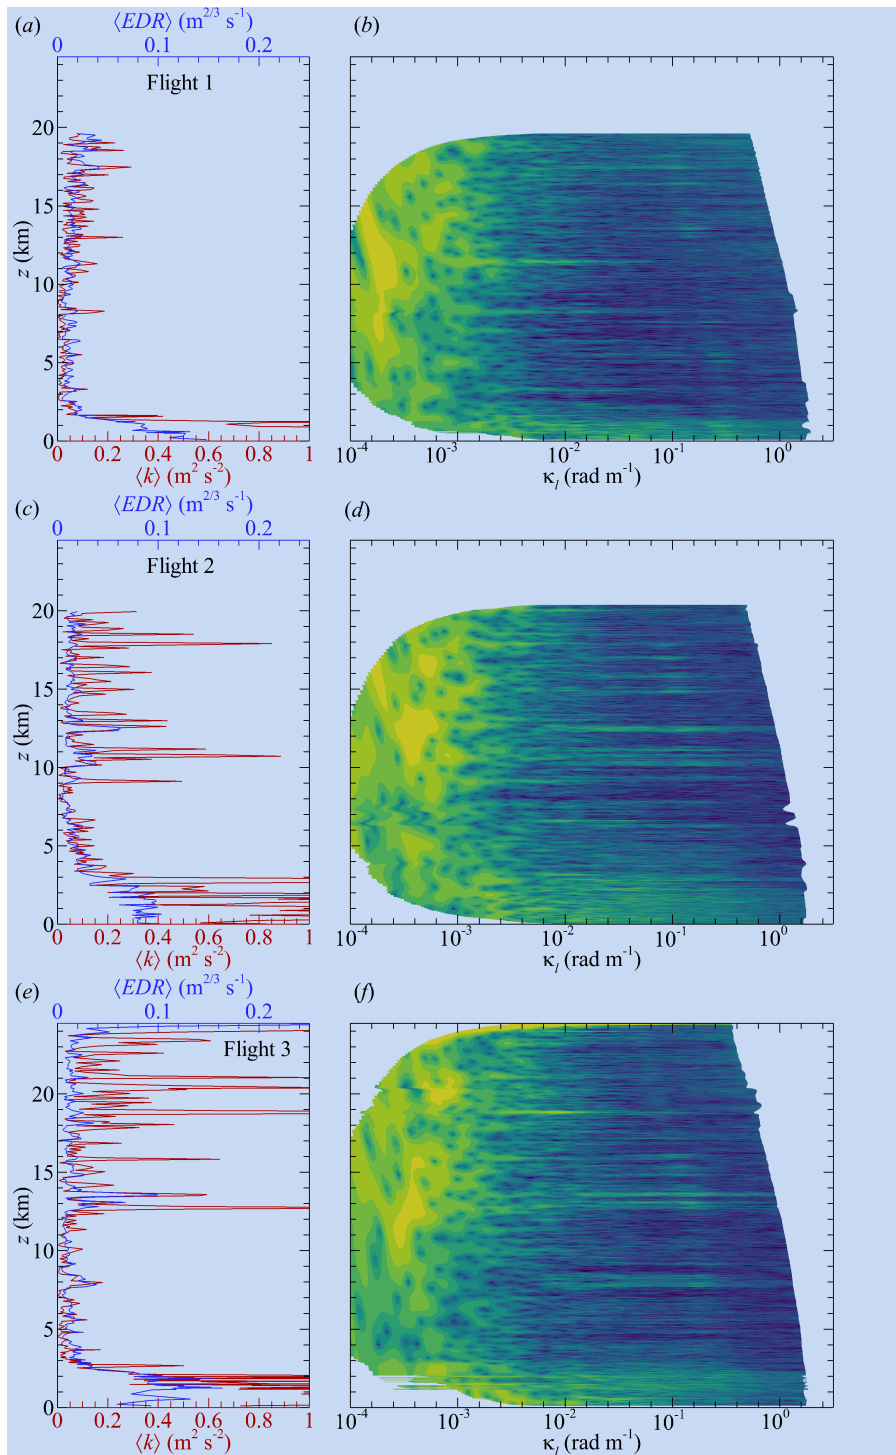 (a) ⟨EDR⟩ (m^2/3 s^-1) (b)
0 0.1 0.2
Flight 1
20
15
10
5
0
z (km)
0 0.2 0.4 0.6 0.8 1
⟨k⟩ (m^2 s^-2)
10^-4 10^-3 10^-2 10^-1 10^0
κ_l (rad m^-1)
(c) ⟨EDR⟩ (m^2/3 s^-1) (d)
0 0.1 0.2
Flight 2
20
15
10
5
0
z (km)
0 0.2 0.4 0.6 0.8 1
⟨k⟩ (m^2 s^-2)
10^-4 10^-3 10^-2 10^-1 10^0
κ_l (rad m^-1)
(e) ⟨EDR⟩ (m^2/3 s^-1) (f)
0 0.1 0.2
Flight 3
20
15
10
5
0
z (km)
0 0.2 0.4 0.6 0.8 1
⟨k⟩ (m^2 s^-2)
10^-4 10^-3 10^-2 10^-1 10^0
κ_l (rad m^-1)